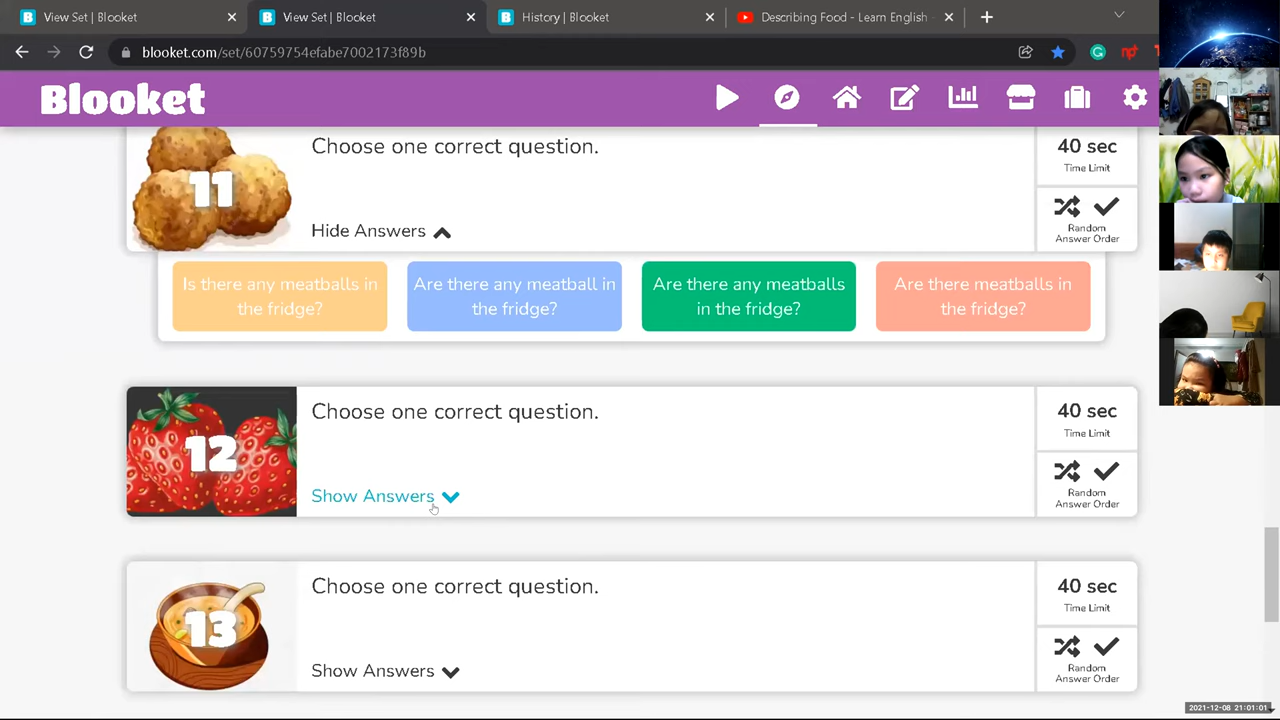 View Set | Blooket
View Set | Blooket
History | Blooket
Describing Food - Learn English
blooket.com/set/60759754efabe7002173f89b
Blooket
11
Choose one correct question.
Hide Answers
40 sec
Time Limit
Random
Answer Order
Is there any meatballs in
the fridge?
Are there any meatball in
the fridge?
Are there any meatballs
in the fridge?
Are there meatballs in
the fridge?
12
Choose one correct question.
Show Answers
40 sec
Time Limit
Random
Answer Order
13
Choose one correct question.
Show Answers
40 sec
Time Limit
Random
Answer Order
2021-12-08 21:01:01